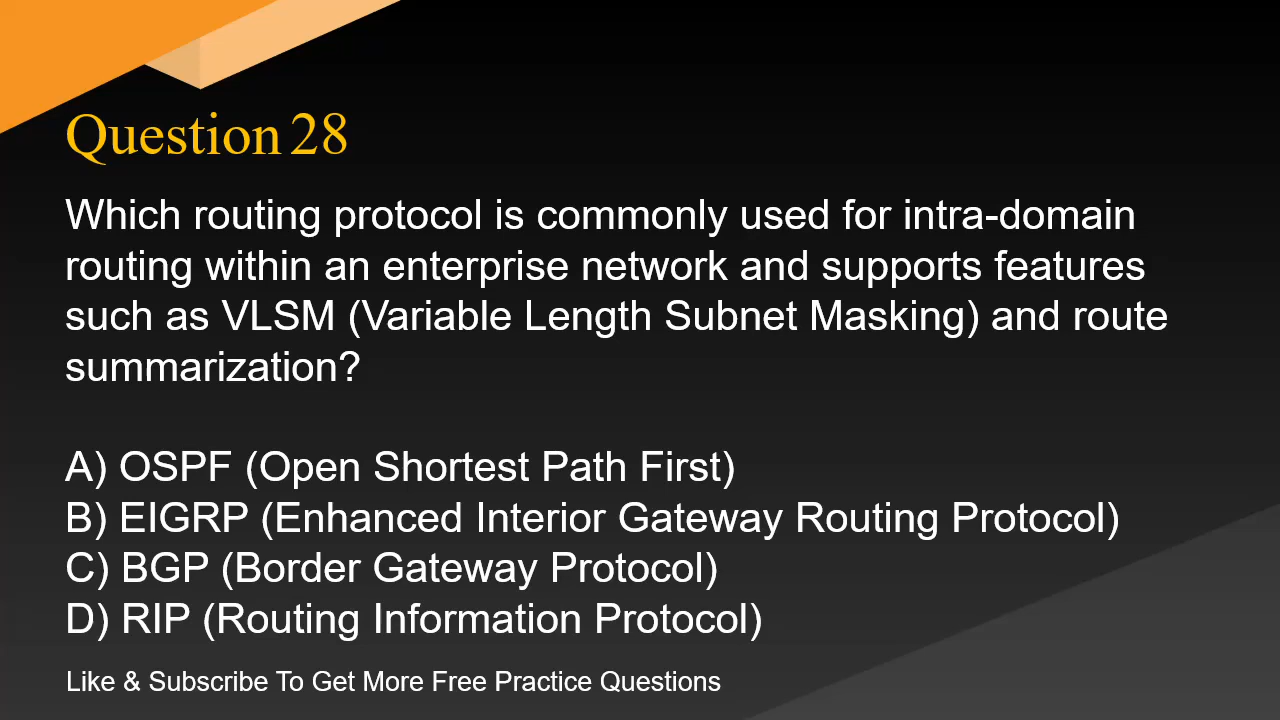 Question 28
Which routing protocol is commonly used for intra-domain
routing within an enterprise network and supports features
such as VLSM (Variable Length Subnet Masking) and route
summarization?
A) OSPF (Open Shortest Path First)
B) EIGRP (Enhanced Interior Gateway Routing Protocol)
C) BGP (Border Gateway Protocol)
D) RIP (Routing Information Protocol)
Like & Subscribe To Get More Free Practice Questions